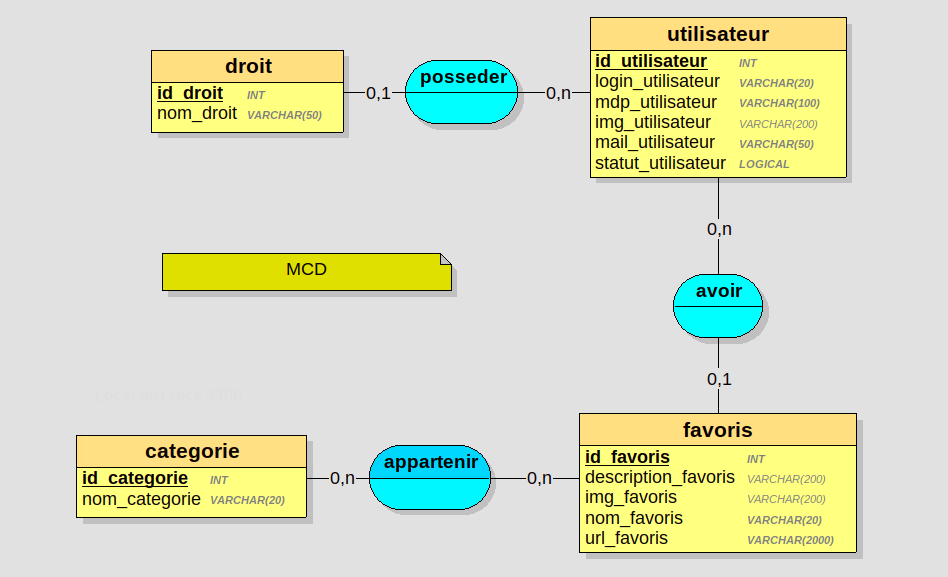 droit
id_droit INT
nom_droit VARCHAR(50)
0,1
posseder
0,n
utilisateur
id_utilisateur INT
login_utilisateur VARCHAR(20)
mdp_utilisateur VARCHAR(100)
img_utilisateur VARCHAR(200)
mail_utilisateur VARCHAR(50)
statut_utilisateur LOGICAL
0,n
MCD
avoir
0,1
categorie
id_categorie INT
nom_categorie VARCHAR(20)
0,n
appartenir
0,n
favoris
id_favoris INT
description_favoris VARCHAR(200)
img_favoris VARCHAR(200)
nom_favoris VARCHAR(20)
url_favoris VARCHAR(2000)